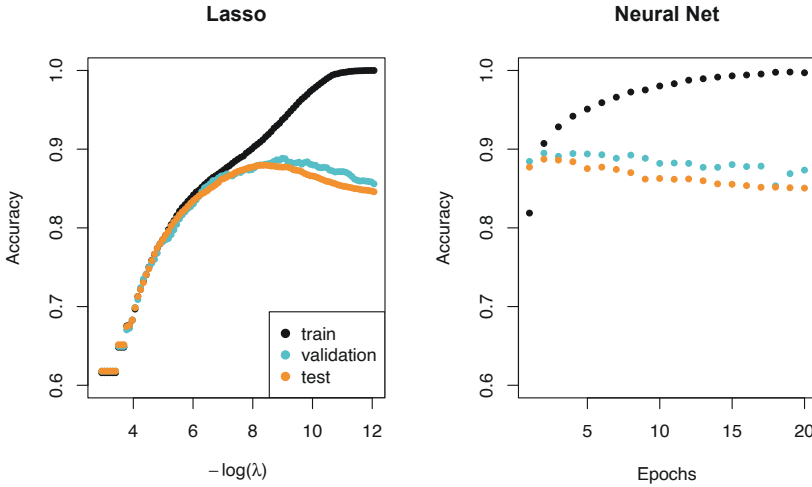 Lasso
Neural Net
1.0
0.9
0.8
0.7
0.6
Accuracy
4 6 8 10 12
− log(λ)
train
validation
test
1.0
0.9
0.8
0.7
0.6
Accuracy
5 10 15 20
Epochs